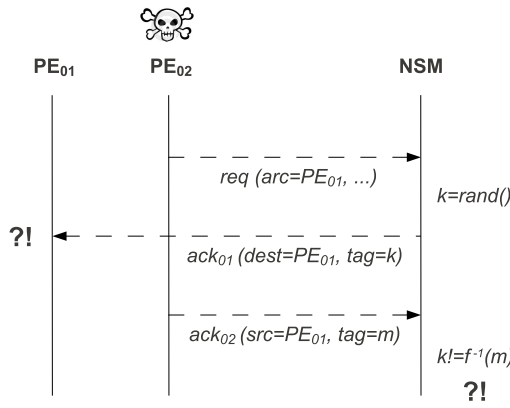 PE₀₁ PE₀₂ NSM
req (arc=PE₀₁, ...)
k=rand()
?!
ack₀₁ (dest=PE₀₁, tag=k)
ack₀₂ (src=PE₀₁, tag=m)
k!=f⁻¹(m)
?!